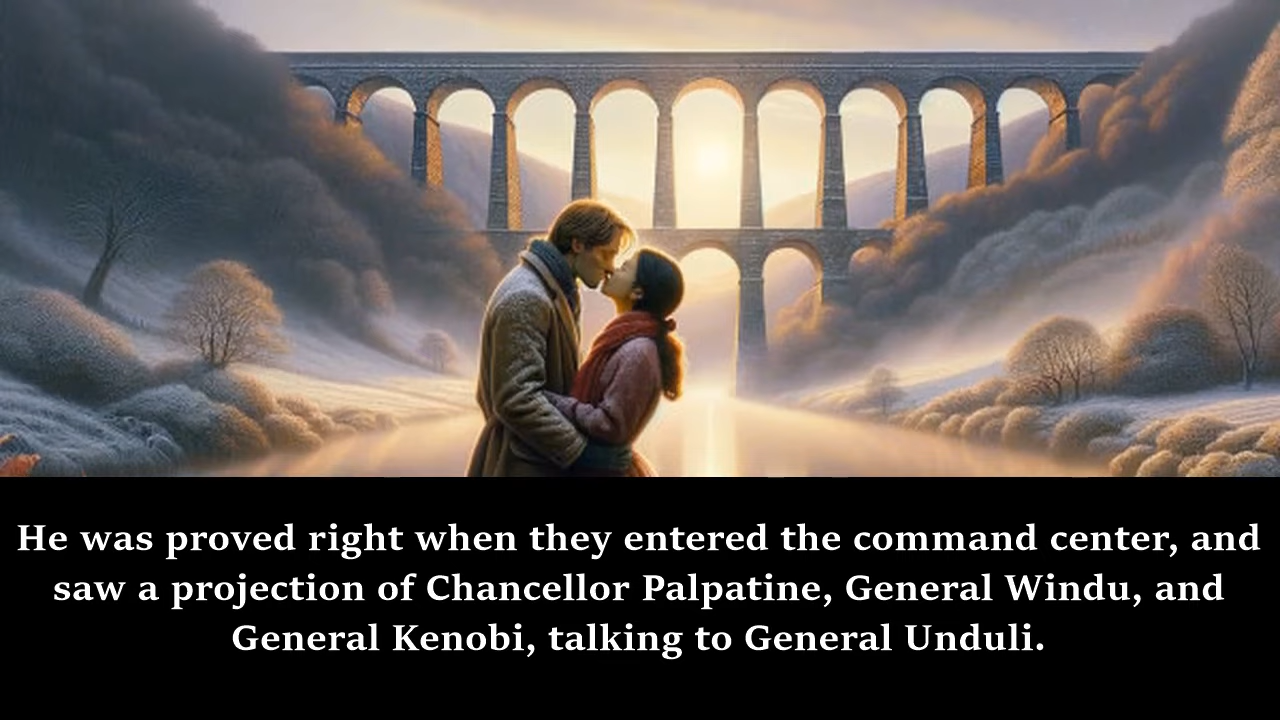 He was proved right when they entered the command center, and
saw a projection of Chancellor Palpatine, General Windu, and
General Kenobi, talking to General Unduli.